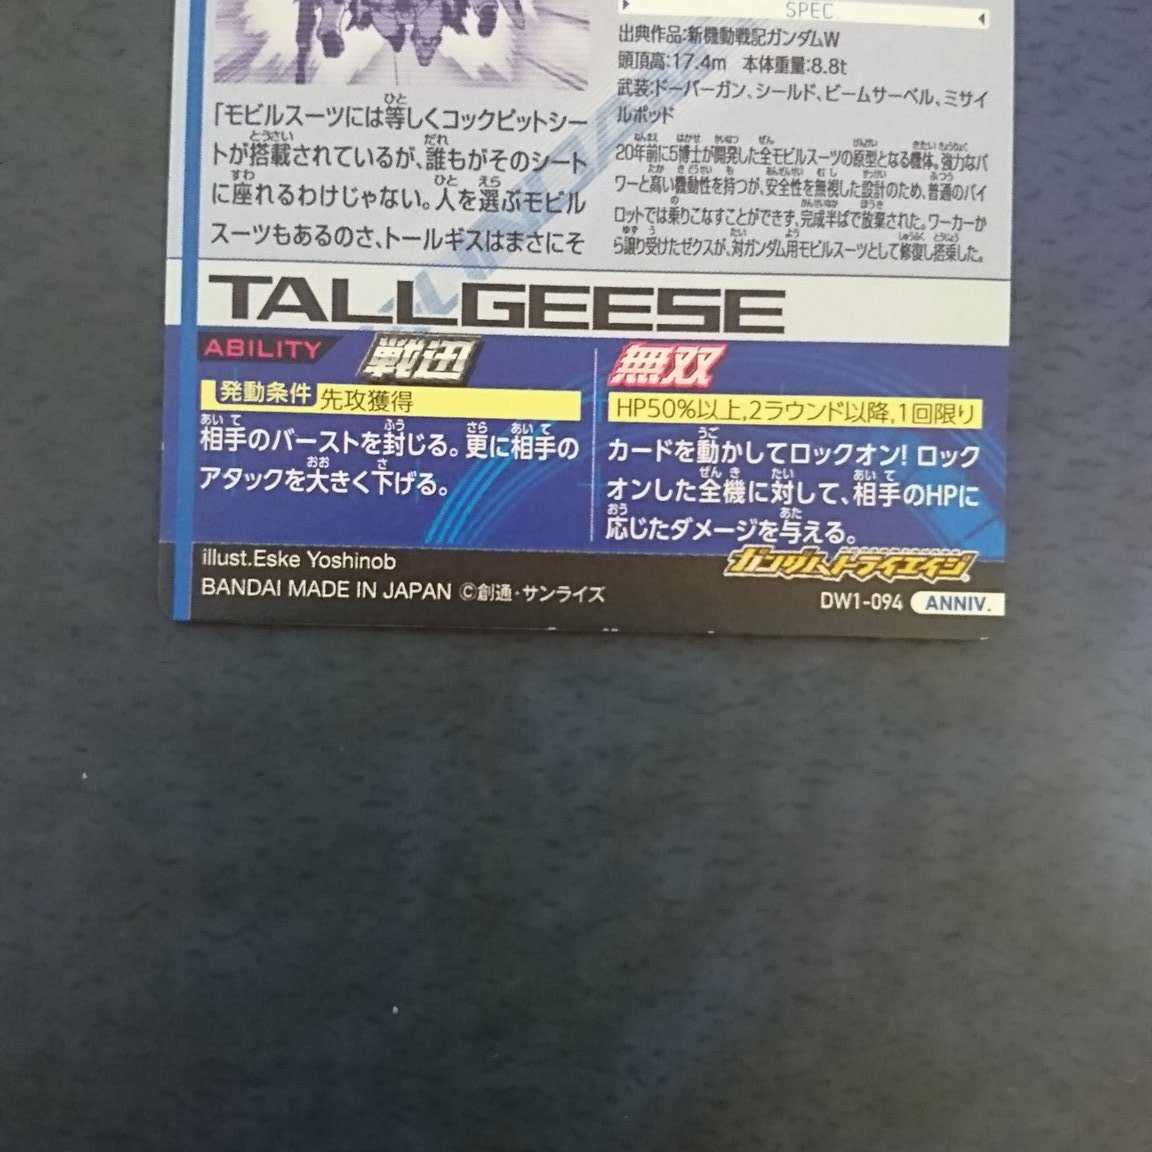 SPEC
出典作品:新機動戦記ガンダムW
頭頂高:17.4m 本体重量:8.8t
武装:ドーバーガン、シールド、ビームサーベル、ミサイ
ルポッド
20年前に5博士が開発した全モビルスーツの原型となる機体。強力なパ
ワーと高い機動性を持つが、安全性を無視した設計のため、普通のパイ
ロットでは乗りこなすことができず、完成半ばで放棄された。ワーカーか
ら譲り受けたゼクスが、対ガンダム用モビルスーツとして修復し搭乗した。
「モビルスーツには等しくコックピットシー
トが搭載されているが、誰もがそのシート
に座れるわけじゃない。人を選ぶモビル
スーツもあるのさ、トールギスはまさにそ
TALLGEESE
ABILITY 戦迅
発動条件 先攻獲得
相手のバーストを封じる。更に相手の
アタックを大きく下げる。
無双
HP50%以上,2ラウンド以降,1回限り
カードを動かしてロックオン! ロック
オンした全機に対して、相手のHPに
応じたダメージを与える。
illust.Eske Yoshinob
BANDAI MADE IN JAPAN ©創通・サンライズ
ガンダムトライエイジ
DW1-094 ANNIV.